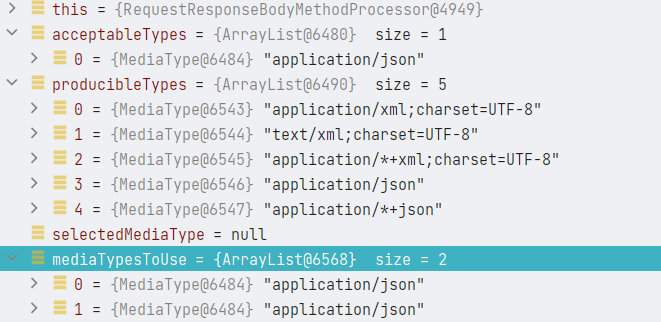 this = {RequestResponseBodyMethodProcessor@4949}
acceptableTypes = {ArrayList@6480} size = 1
0 = {MediaType@6484} "application/json"
producibleTypes = {ArrayList@6490} size = 5
0 = {MediaType@6543} "application/xml;charset=UTF-8"
1 = {MediaType@6544} "text/xml;charset=UTF-8"
2 = {MediaType@6545} "application/*+xml;charset=UTF-8"
3 = {MediaType@6546} "application/json"
4 = {MediaType@6547} "application/*+json"
selectedMediaType = null
mediaTypesToUse = {ArrayList@6568} size = 2
0 = {MediaType@6484} "application/json"
1 = {MediaType@6484} "application/json"